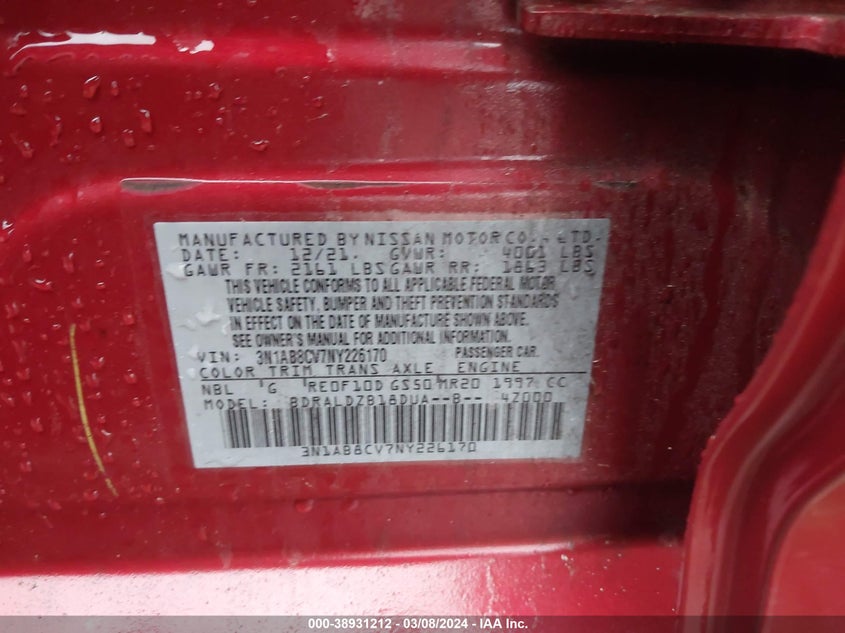 MANUFACTURED BY NISSAN MOTOR CO., LTD.
DATE: 12/21. GVWR: 4001 LBS
GAWR FR: 2161 LBS GAWR RR: 1863 LBS
THIS VEHICLE CONFORMS TO ALL APPLICABLE FEDERAL MOTOR
VEHICLE SAFETY, BUMPER AND THEFT PREVENTION STANDARDS
IN EFFECT ON THE DATE OF MANUFACTURE SHOWN ABOVE.
SEE OWNER'S MANUAL FOR ADDITIONAL INFORMATION.
VIN: 3N1AB8CV7NY226170 PASSENGER CAR.
COLOR TRIM TRANS AXLE ENGINE
NBL G RE0F10D GS50 MR20 1997 CC
MODEL: BDRALDZB18DUA--B-- 4Z000
3N1AB8CV7NY226170
000-38931212 - 03/08/2024 - IAA Inc.